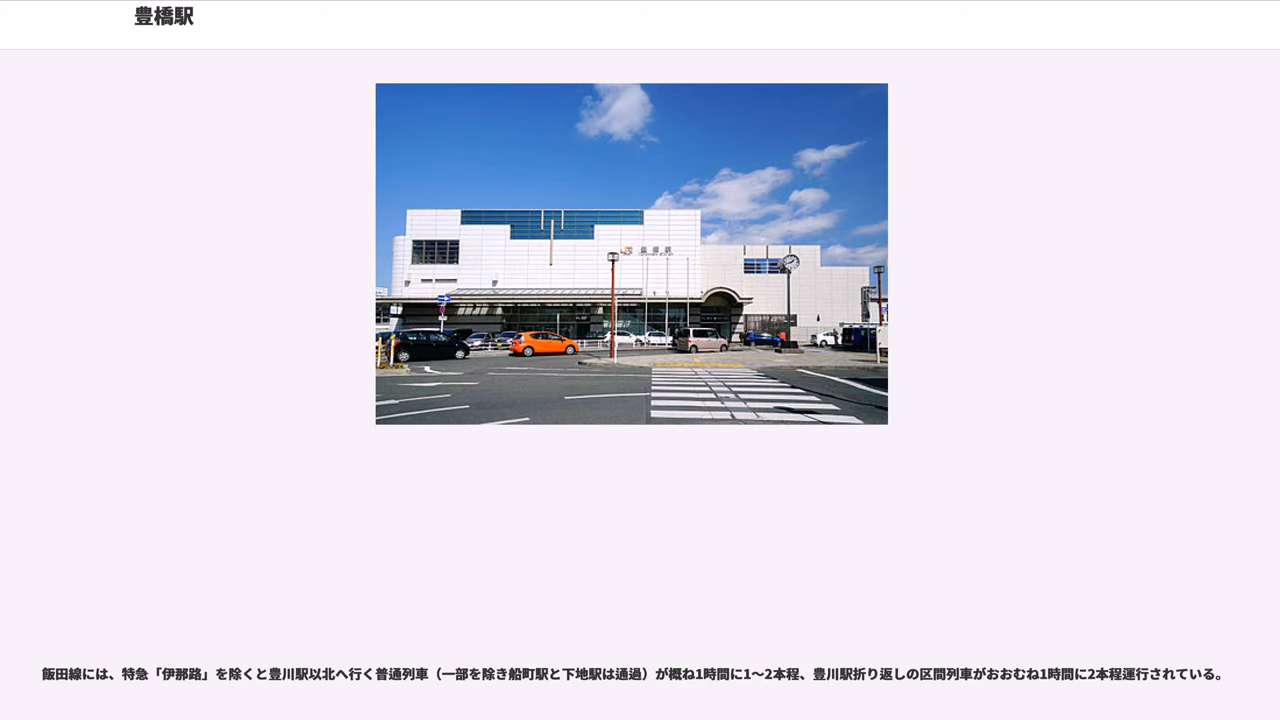 豊橋駅
豊橋駅
飯田線には、特急「伊那路」を除くと豊川駅以北へ行く普通列車（一部を除き船町駅と下地駅は通過）が概ね1時間に1〜2本程、豊川駅折り返しの区間列車がおおむね1時間に2本程運行されている。